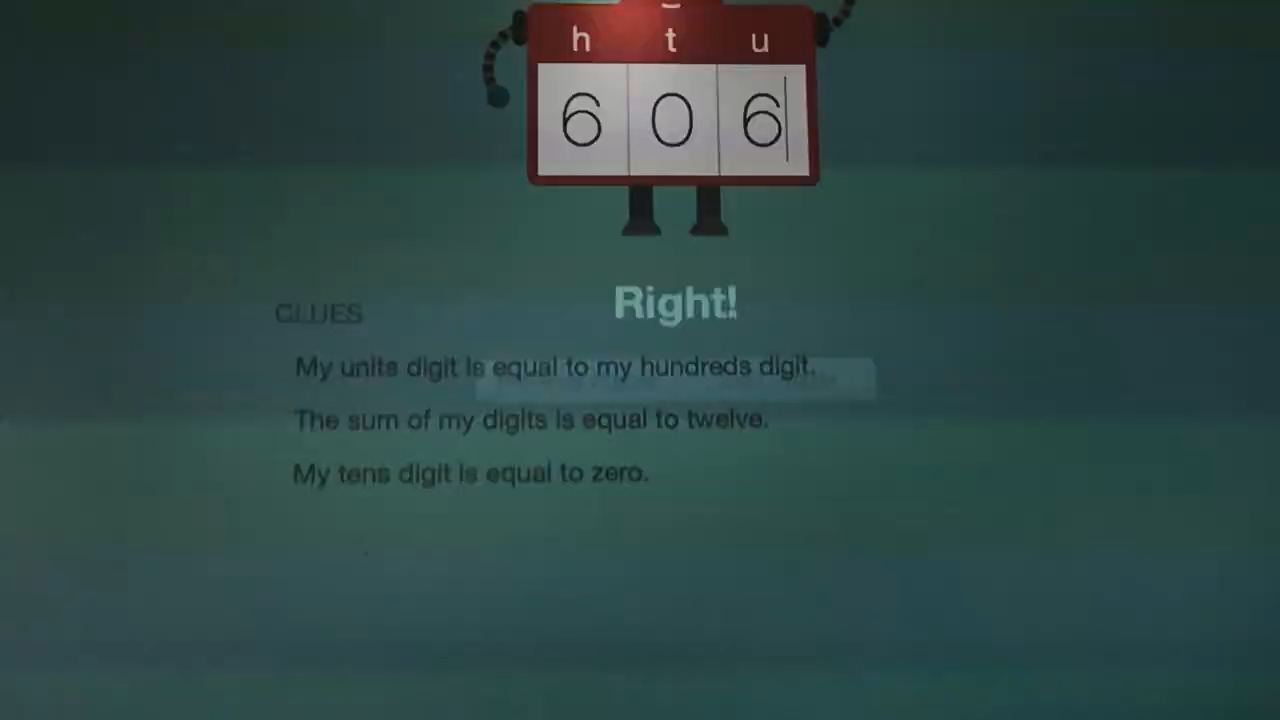 h t u
6 0 6
Right!
CLUES
My units digit is equal to my hundreds digit.
The sum of my digits is equal to twelve.
My tens digit is equal to zero.